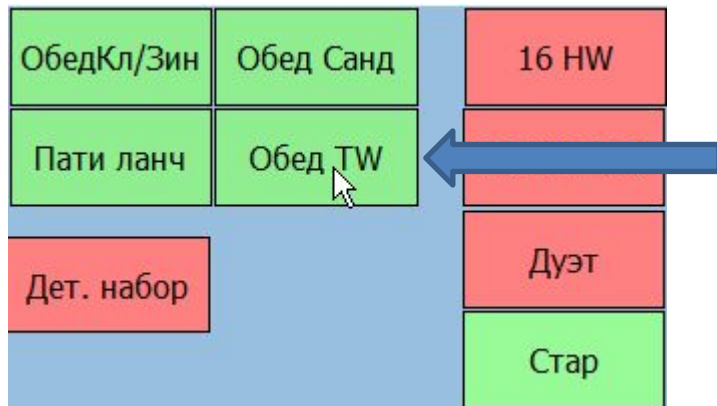 ОбедКл/Зин
Обед Санд
16 HW
Пати ланч
Обед TW
Дет. набор
Дуэт
Стар